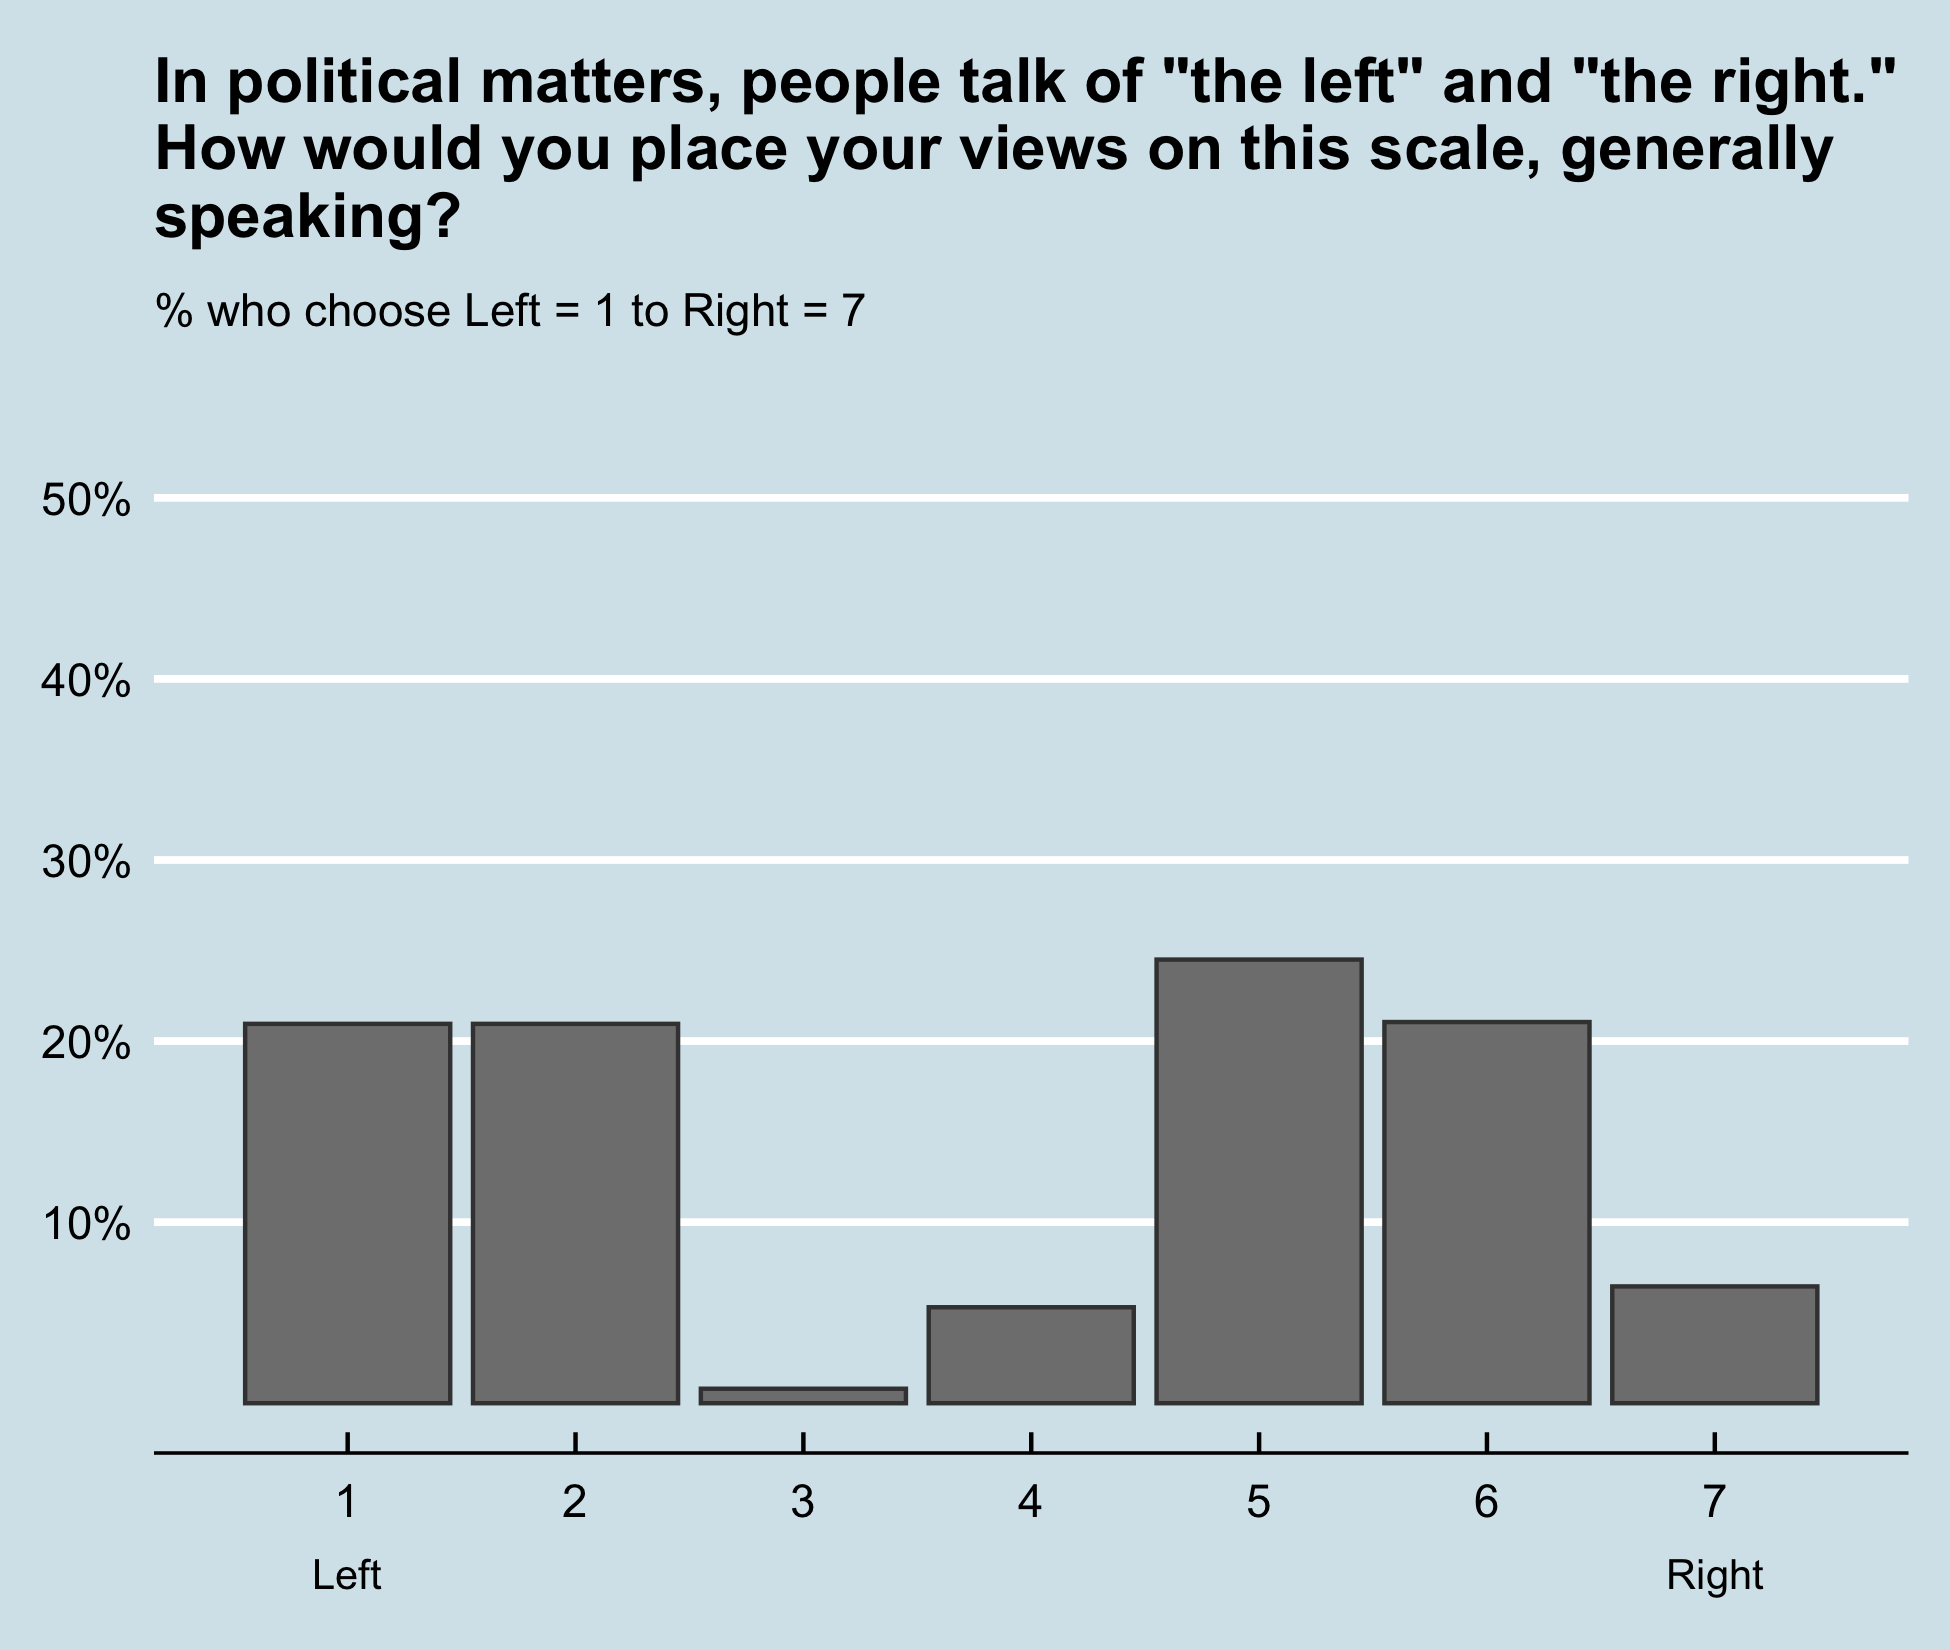 In political matters, people talk of "the left" and "the right."
How would you place your views on this scale, generally
speaking?
% who choose Left = 1 to Right = 7
50%
40%
30%
20%
10%
1 2 3 4 5 6 7
Left Right